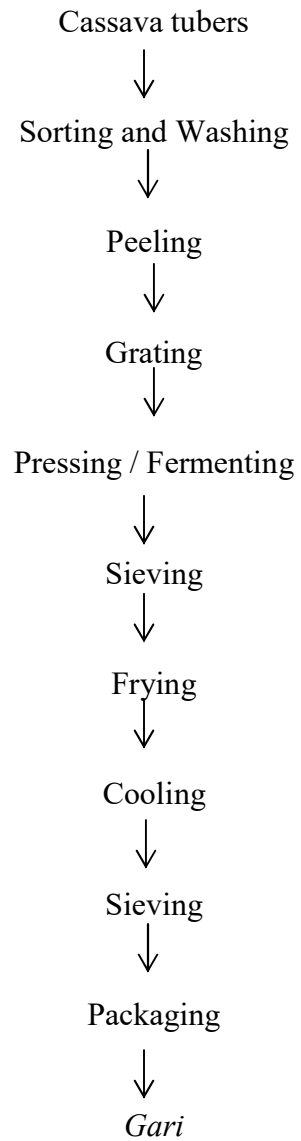 Cassava tubers
Sorting and Washing
Peeling
Grating
Pressing / Fermenting
Sieving
Frying
Cooling
Sieving
Packaging
Gari